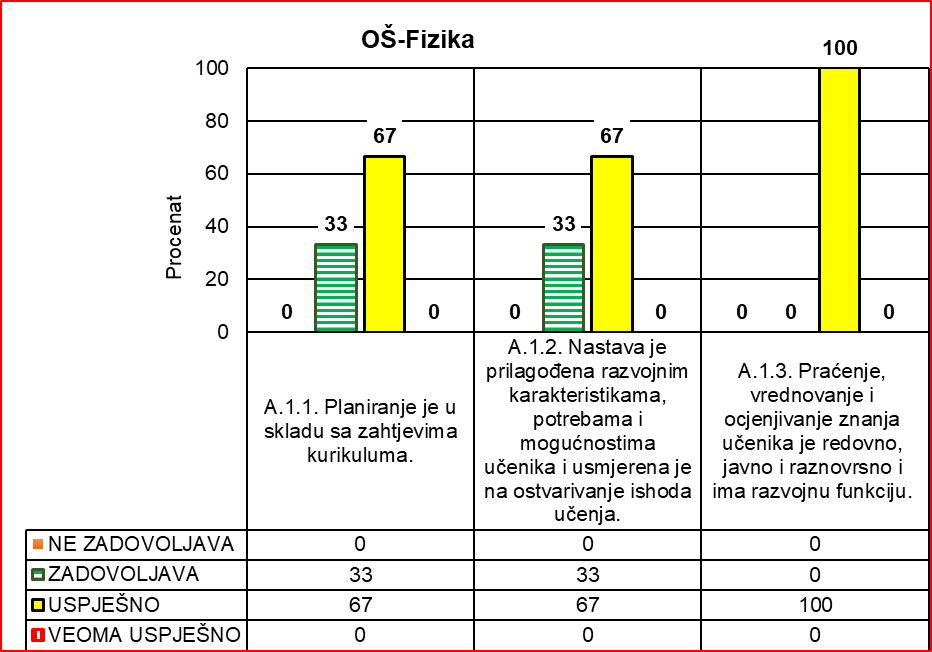 OŠ-Fizika
Procenat
100
80
60
40
20
0
0
33
67
0
0
33
67
0
0
0
100
0
A.1.1. Planiranje je u
skladu sa zahtjevima
kurikuluma.
A.1.2. Nastava je
prilagođena razvojnim
karakteristikama,
potrebama i
mogućnostima
učenika i usmjerena je
na ostvarivanje ishoda
učenja.
A.1.3. Praćenje,
vrednovanje i
ocjenjivanje znanja
učenika je redovno,
javno i raznovrsno i
ima razvojnu funkciju.
NE ZADOVOLJAVA 0 0 0
ZADOVOLJAVA 33 33 0
USPJEŠNO 67 67 100
VEOMA USPJEŠNO 0 0 0